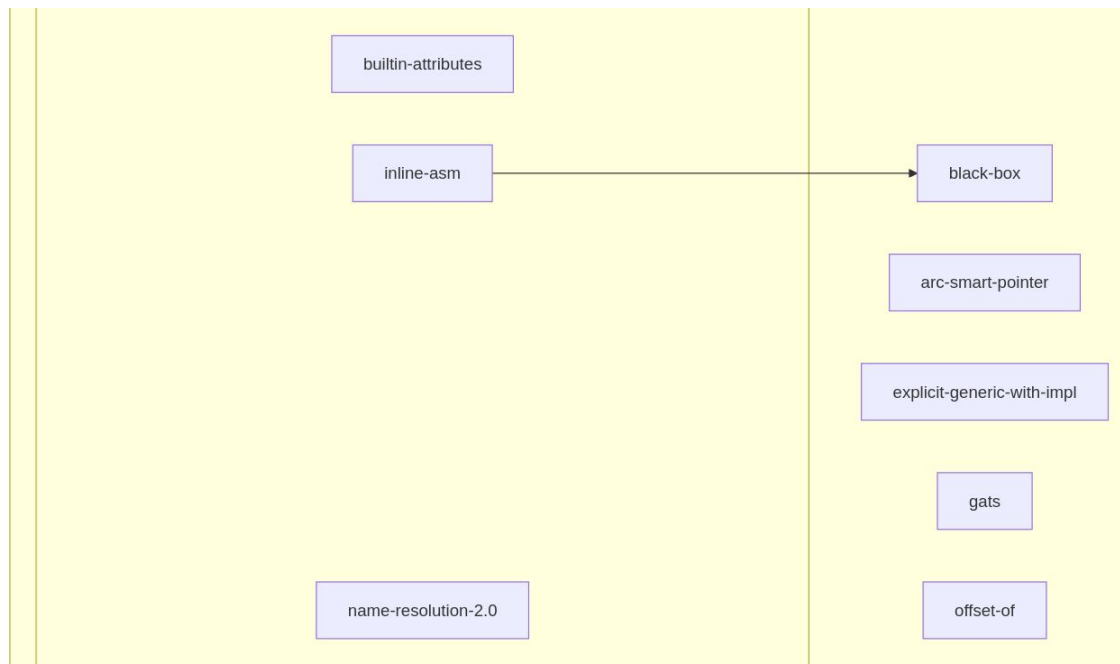 builtin-attributes
inline-asm
black-box
arc-smart-pointer
explicit-generic-with-impl
gats
name-resolution-2.0
offset-of